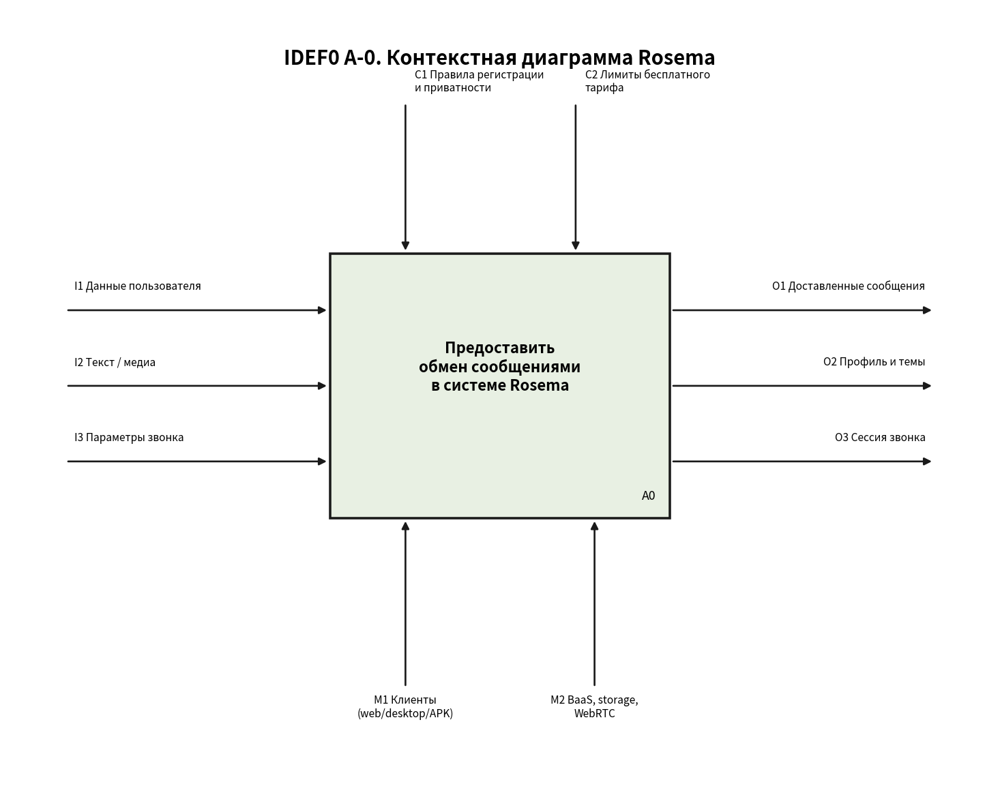 IDEF0 A-0. Контекстная диаграмма Rosema
C1 Правила регистрации
и приватности
C2 Лимиты бесплатного
тарифа
I1 Данные пользователя
O1 Доставленные сообщения
Предоставить
обмен сообщениями
в системе Rosema
I2 Текст / медиа
O2 Профиль и темы
I3 Параметры звонка
O3 Сессия звонка
A0
M1 Клиенты
(web/desktop/APK)
M2 BaaS, storage,
WebRTC